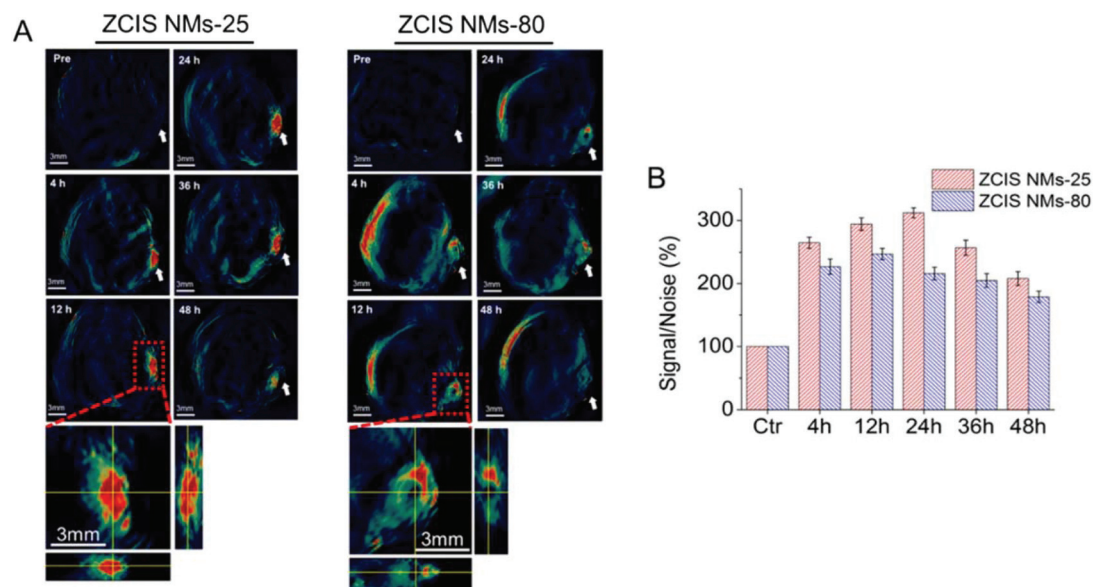 A
ZCIS NMs-25
Pre
3mm
24 h
3mm
4 h
3mm
36 h
3mm
12 h
3mm
48 h
3mm
3mm
ZCIS NMs-80
Pre
3mm
24 h
3mm
4 h
3mm
36 h
3mm
12 h
3mm
48 h
3mm
3mm
B
ZCIS NMs-25
ZCIS NMs-80
Signal/Noise (%)
300
200
100
0
Ctr 4h 12h 24h 36h 48h